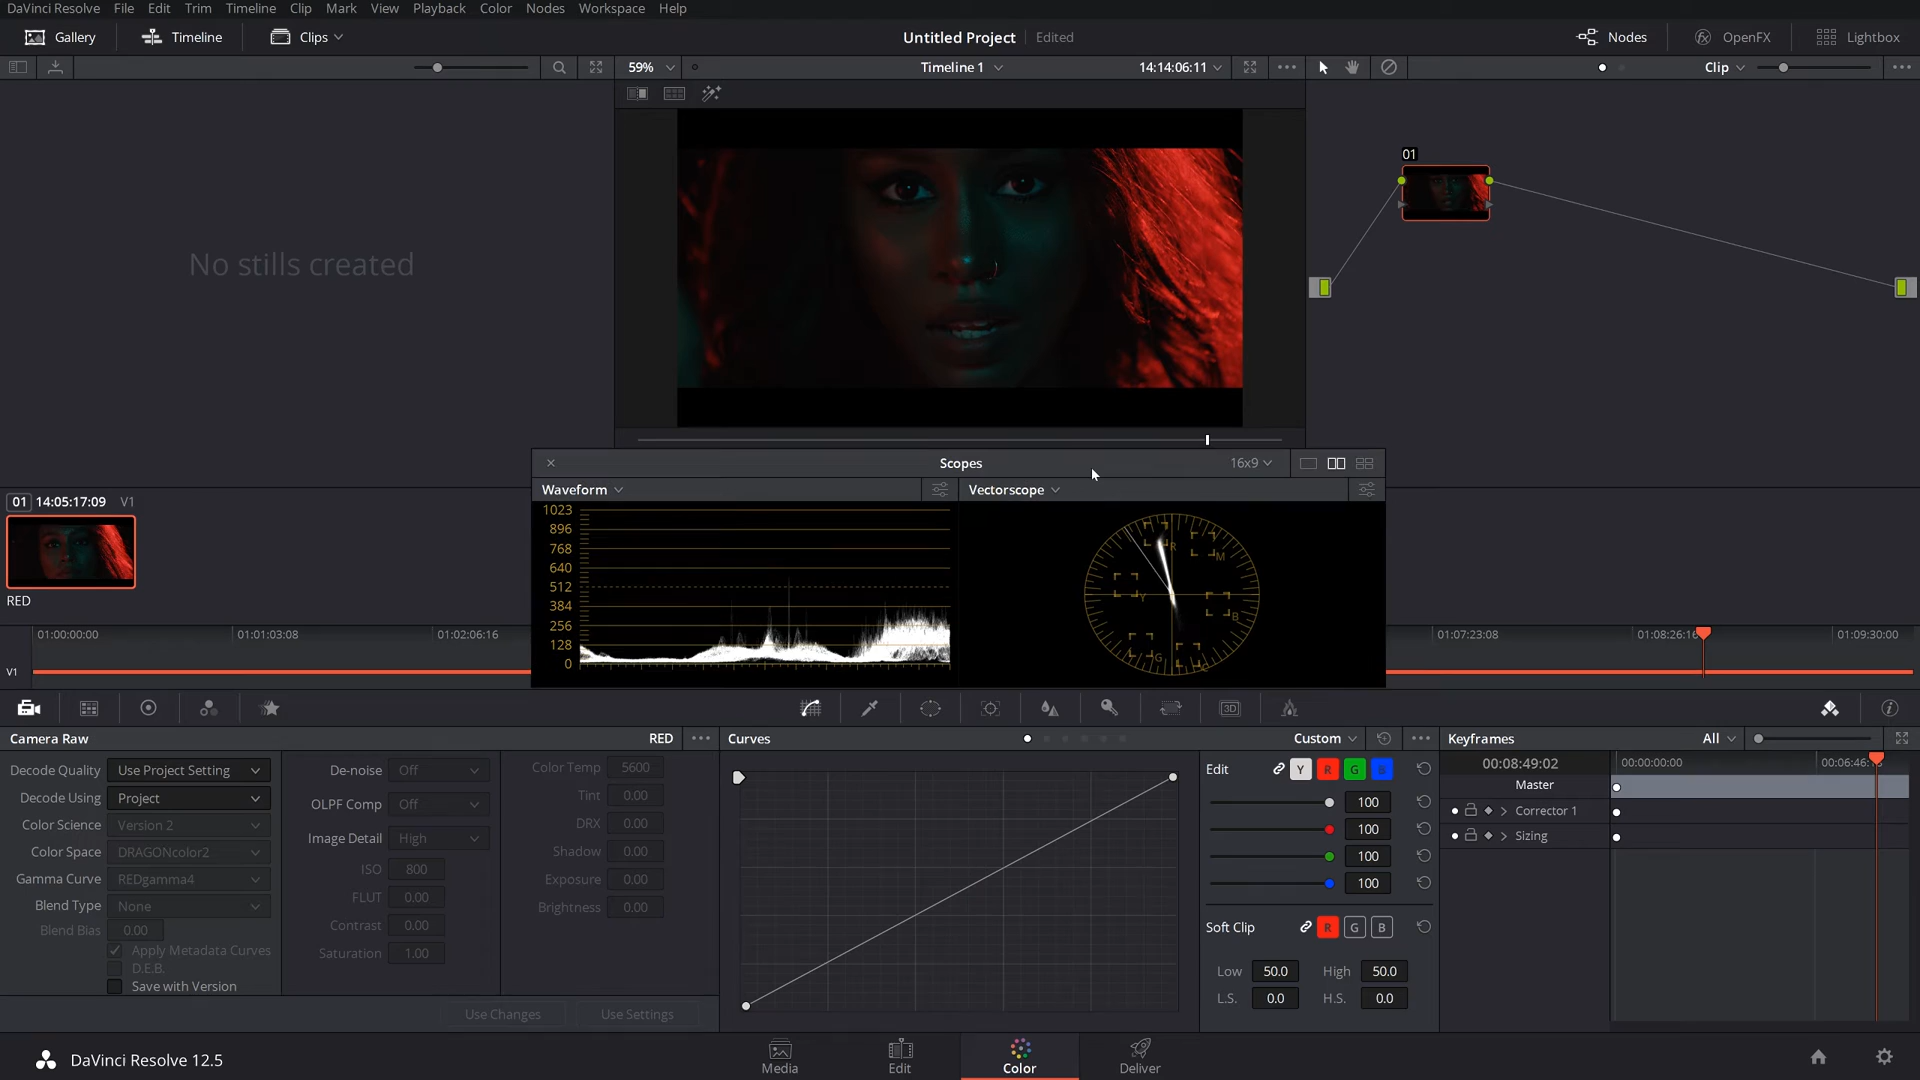 DaVinci Resolve File Edit Trim Timeline Clip Mark View Playback Color Nodes Workspace Help
Gallery Timeline Clips Untitled Project Edited Nodes OpenFX Lightbox
59% Timeline 1 14:14:06:11 Clip
01
No stills created
Scopes 16x9
Waveform Vectorscope
1023
896
768
640
512
384
256
128
0
R
M
Y
B
G
C
01 14:05:17:09 V1
RED
01:00:00:00 01:01:03:08 01:02:06:16 01:07:23:08 01:08:26:16 01:09:30:00
V1
3D
Camera Raw RED
Decode Quality Use Project Setting
Decode Using Project
Color Science Version 2
Color Space DRAGONcolor2
Gamma Curve REDgamma4
Blend Type None
Blend Bias 0.00
Apply Metadata Curves
D.E.B.
Save with Version
De-noise Off
OLPF Comp Off
Image Detail High
ISO 800
FLUT 0.00
Contrast 0.00
Saturation 1.00
Color Temp 5600
Tint 0.00
DRX 0.00
Shadow 0.00
Exposure 0.00
Brightness 0.00
Use Changes Use Settings
Curves Custom
Edit Y R G B
100
100
100
100
Soft Clip R G B
Low 50.0 High 50.0
L.S. 0.0 H.S. 0.0
Keyframes All
00:08:49:02 00:00:00:00 00:06:46:1
Master
Corrector 1
Sizing
DaVinci Resolve 12.5 Media Edit Color Deliver